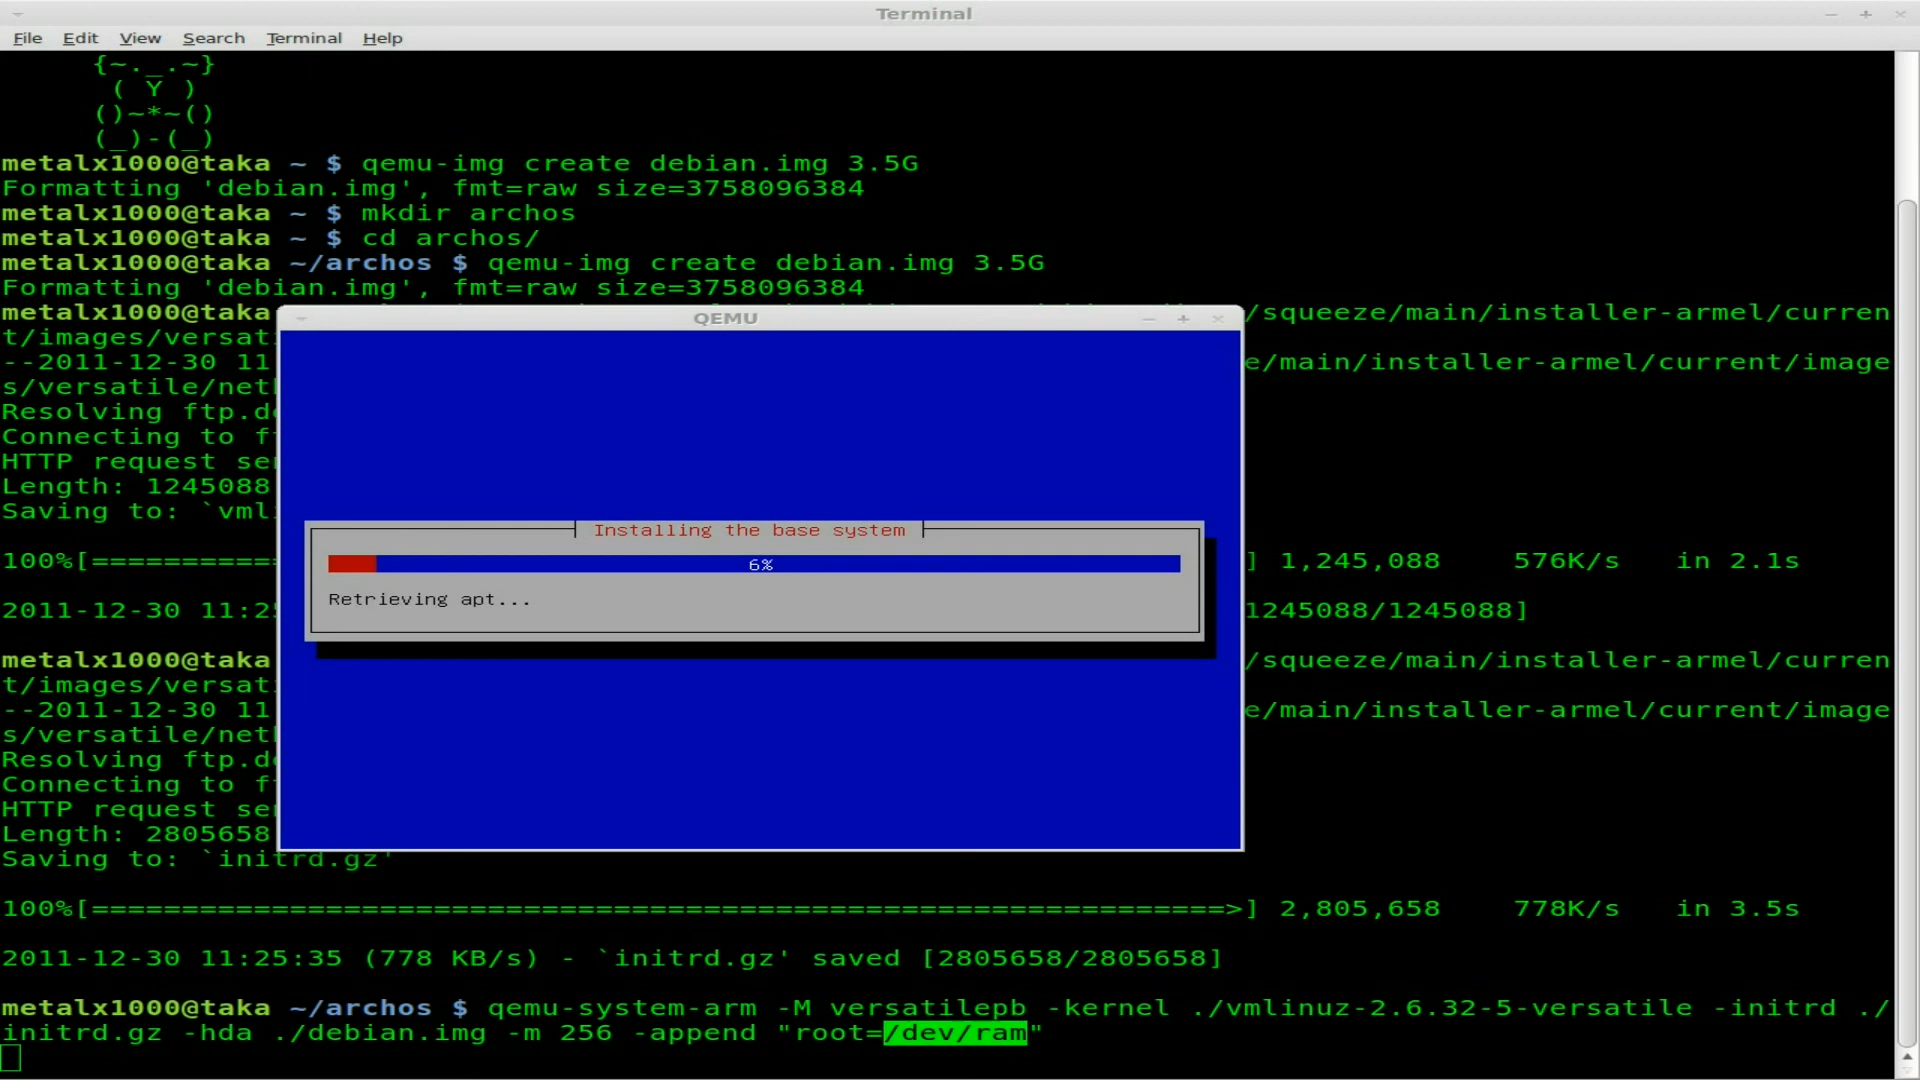 Terminal
File Edit View Search Terminal Help
{~._.~}
( Y )
()~*~()
(_)-(_)
metalx1000@taka ~ $ qemu-img create debian.img 3.5G
Formatting 'debian.img', fmt=raw size=3758096384
metalx1000@taka ~ $ mkdir archos
metalx1000@taka ~ $ cd archos/
metalx1000@taka ~/archos $ qemu-img create debian.img 3.5G
Formatting 'debian.img', fmt=raw size=3758096384
metalx1000@taka /squeeze/main/installer-armel/curren
QEMU
t/images/versat
--2011-12-30 11 e/main/installer-armel/current/image
s/versatile/net
Resolving ftp.d
Connecting to f
HTTP request se
Length: 1245088
Saving to: `vml
Installing the base system
100%[========== ] 1,245,088 576K/s in 2.1s
6%
Retrieving apt...
2011-12-30 11:2 1245088/1245088]
metalx1000@taka /squeeze/main/installer-armel/curren
t/images/versat
--2011-12-30 11 e/main/installer-armel/current/image
s/versatile/net
Resolving ftp.d
Connecting to f
HTTP request se
Length: 2805658
Saving to: `initrd.gz'
100%[===============================================================>] 2,805,658 778K/s in 3.5s
2011-12-30 11:25:35 (778 KB/s) - `initrd.gz' saved [2805658/2805658]
metalx1000@taka ~/archos $ qemu-system-arm -M versatilepb -kernel ./vmlinuz-2.6.32-5-versatile -initrd ./
initrd.gz -hda ./debian.img -m 256 -append "root=/dev/ram"